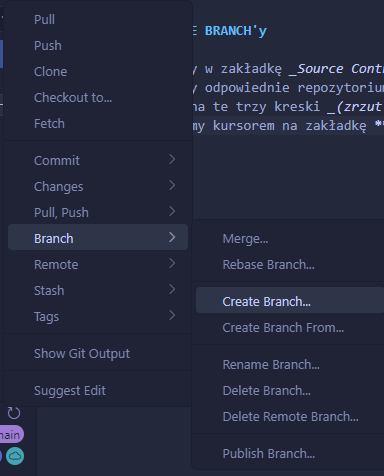 Pull
Push
Clone
Checkout to...
Fetch
Commit
Changes
Pull, Push
Branch
Remote
Stash
Tags
Show Git Output
Suggest Edit
Merge...
Rebase Branch...
Create Branch...
Create Branch From...
Rename Branch...
Delete Branch...
Delete Remote Branch...
Publish Branch...
BRANCH'y
w zakładkę _Source Cont
odpowiednie repozytorium
na te trzy kreski _(zrzut
my kursorem na zakładkę *
main